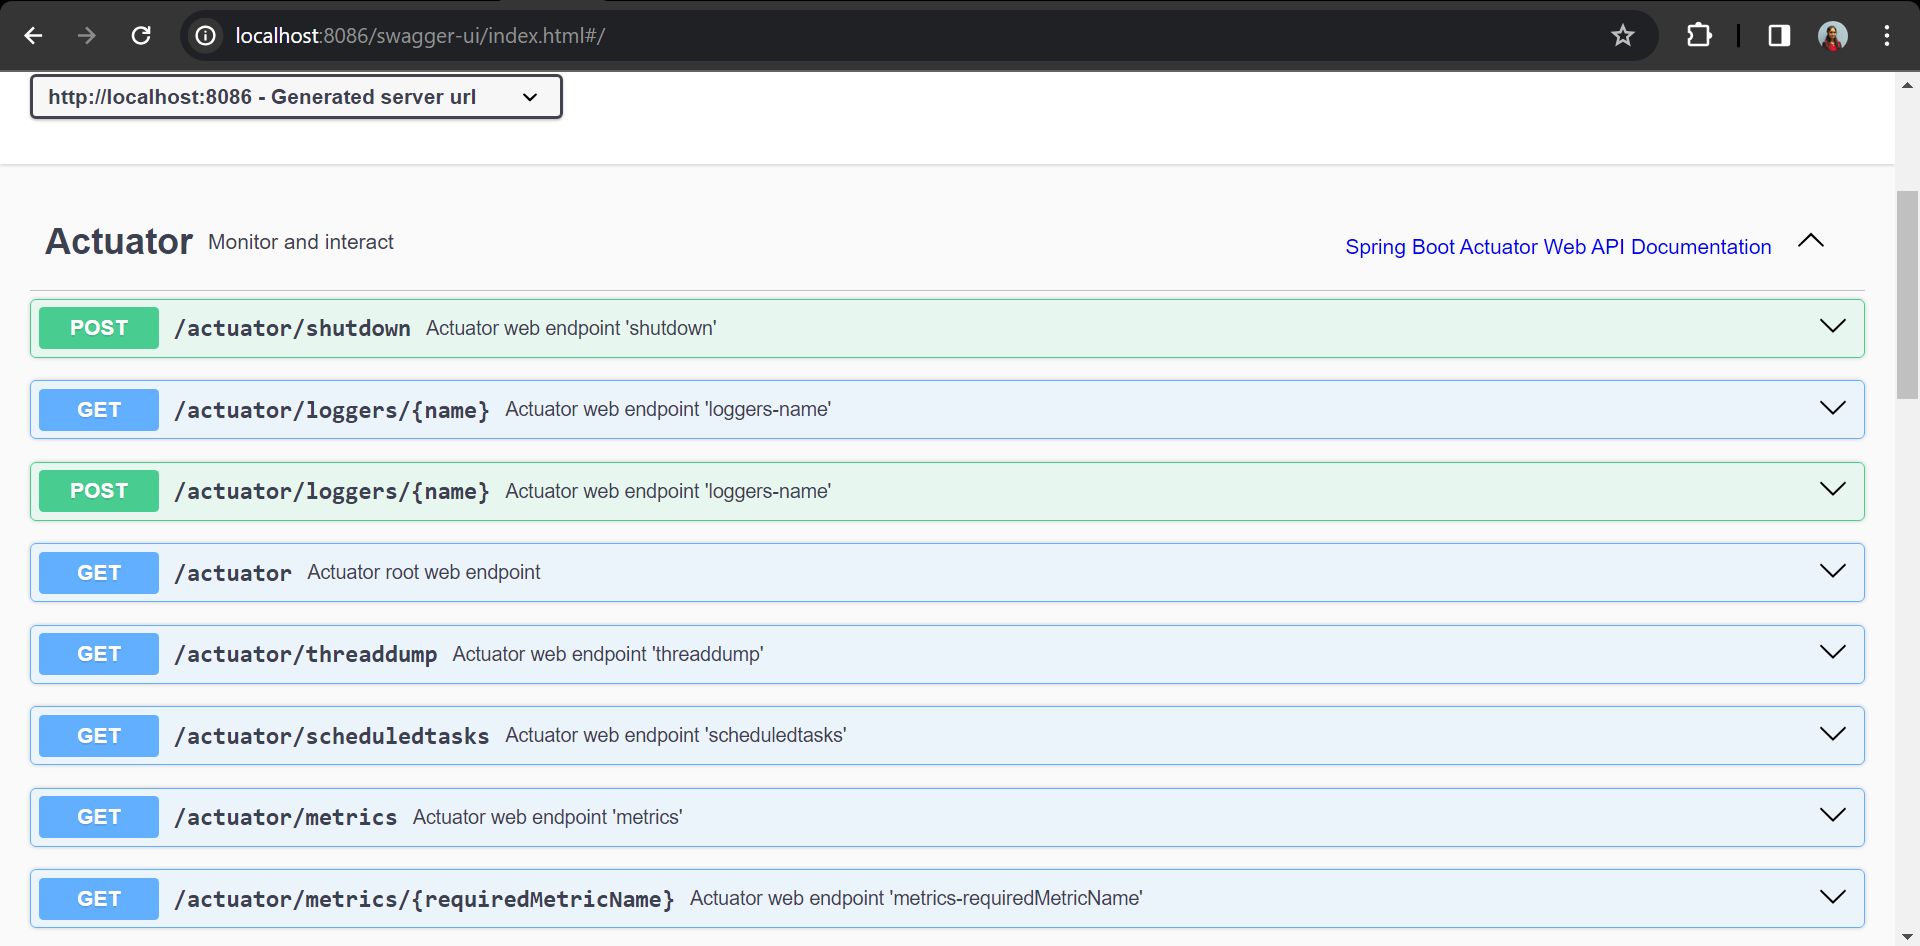 localhost:8086/swagger-ui/index.html#/
http://localhost:8086 - Generated server url
Actuator Monitor and interact Spring Boot Actuator Web API Documentation
POST /actuator/shutdown Actuator web endpoint 'shutdown'
GET /actuator/loggers/{name} Actuator web endpoint 'loggers-name'
POST /actuator/loggers/{name} Actuator web endpoint 'loggers-name'
GET /actuator Actuator root web endpoint
GET /actuator/threaddump Actuator web endpoint 'threaddump'
GET /actuator/scheduledtasks Actuator web endpoint 'scheduledtasks'
GET /actuator/metrics Actuator web endpoint 'metrics'
GET /actuator/metrics/{requiredMetricName} Actuator web endpoint 'metrics-requiredMetricName'